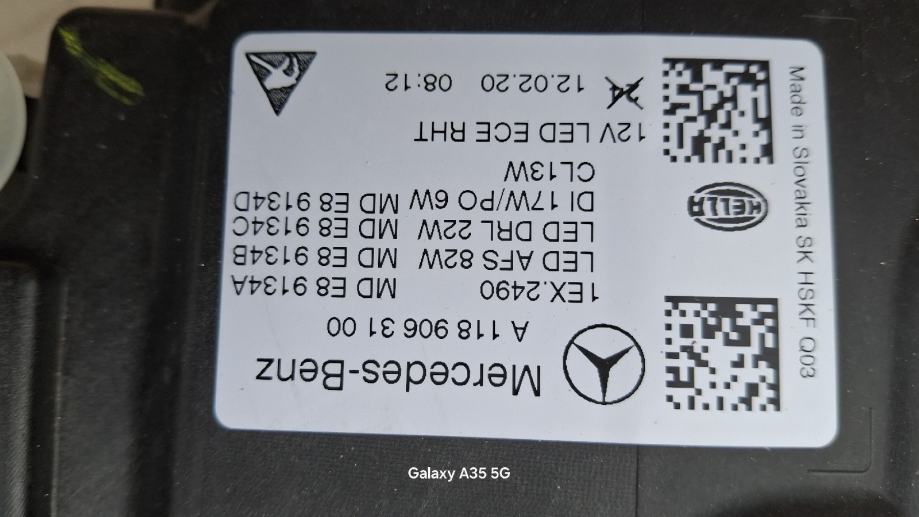 Mercedes-Benz
A 118 906 31 00
1EX.2490 MD E8 9134A
LED AFS 82W MD E8 9134B
LED DRL 22W MD E8 9134C
DI 17W/PO 6W MD E8 9134D
CL13W
12V LED ECE RHT
24 12.02.20 08:12
HELLA
Made in Slovakia SK HSKF Q03
Galaxy A35 5G